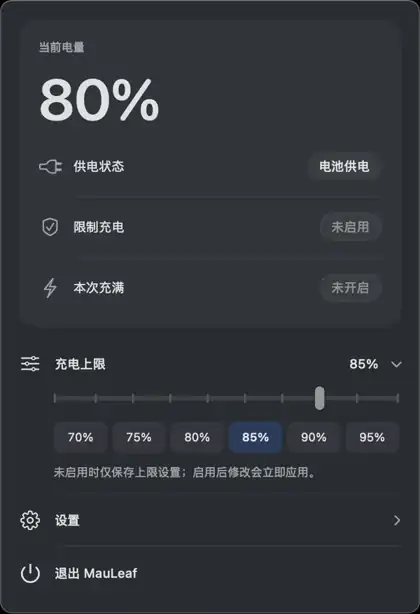 当前电量
80%
供电状态 电池供电
限制充电 未启用
本次充满 未开启
充电上限 85%
70% 75% 80% 85% 90% 95%
未启用时仅保存上限设置；启用后修改会立即应用。
设置
退出 MauLeaf